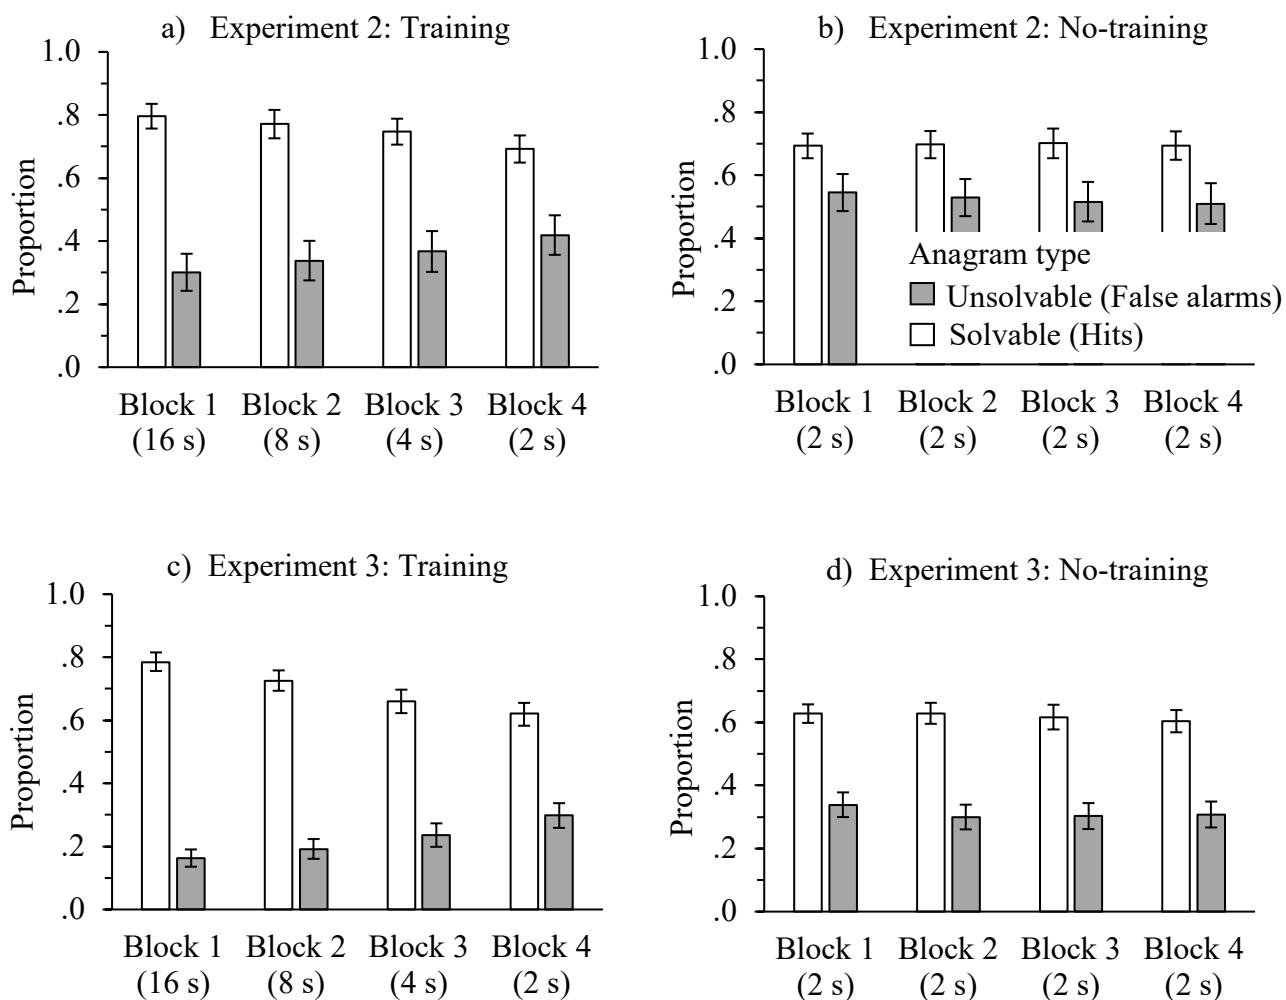 a) Experiment 2: Training
1.0
.8
.6
.4
.2
.0
Proportion
Block 1 Block 2 Block 3 Block 4
(16 s) (8 s) (4 s) (2 s)
b) Experiment 2: No-training
1.0
.8
.6
.4
.2
.0
Proportion
Anagram type
Unsolvable (False alarms)
Solvable (Hits)
Block 1 Block 2 Block 3 Block 4
(2 s) (2 s) (2 s) (2 s)
c) Experiment 3: Training
1.0
.8
.6
.4
.2
.0
Proportion
Block 1 Block 2 Block 3 Block 4
(16 s) (8 s) (4 s) (2 s)
d) Experiment 3: No-training
1.0
.8
.6
.4
.2
.0
Proportion
Block 1 Block 2 Block 3 Block 4
(2 s) (2 s) (2 s) (2 s)